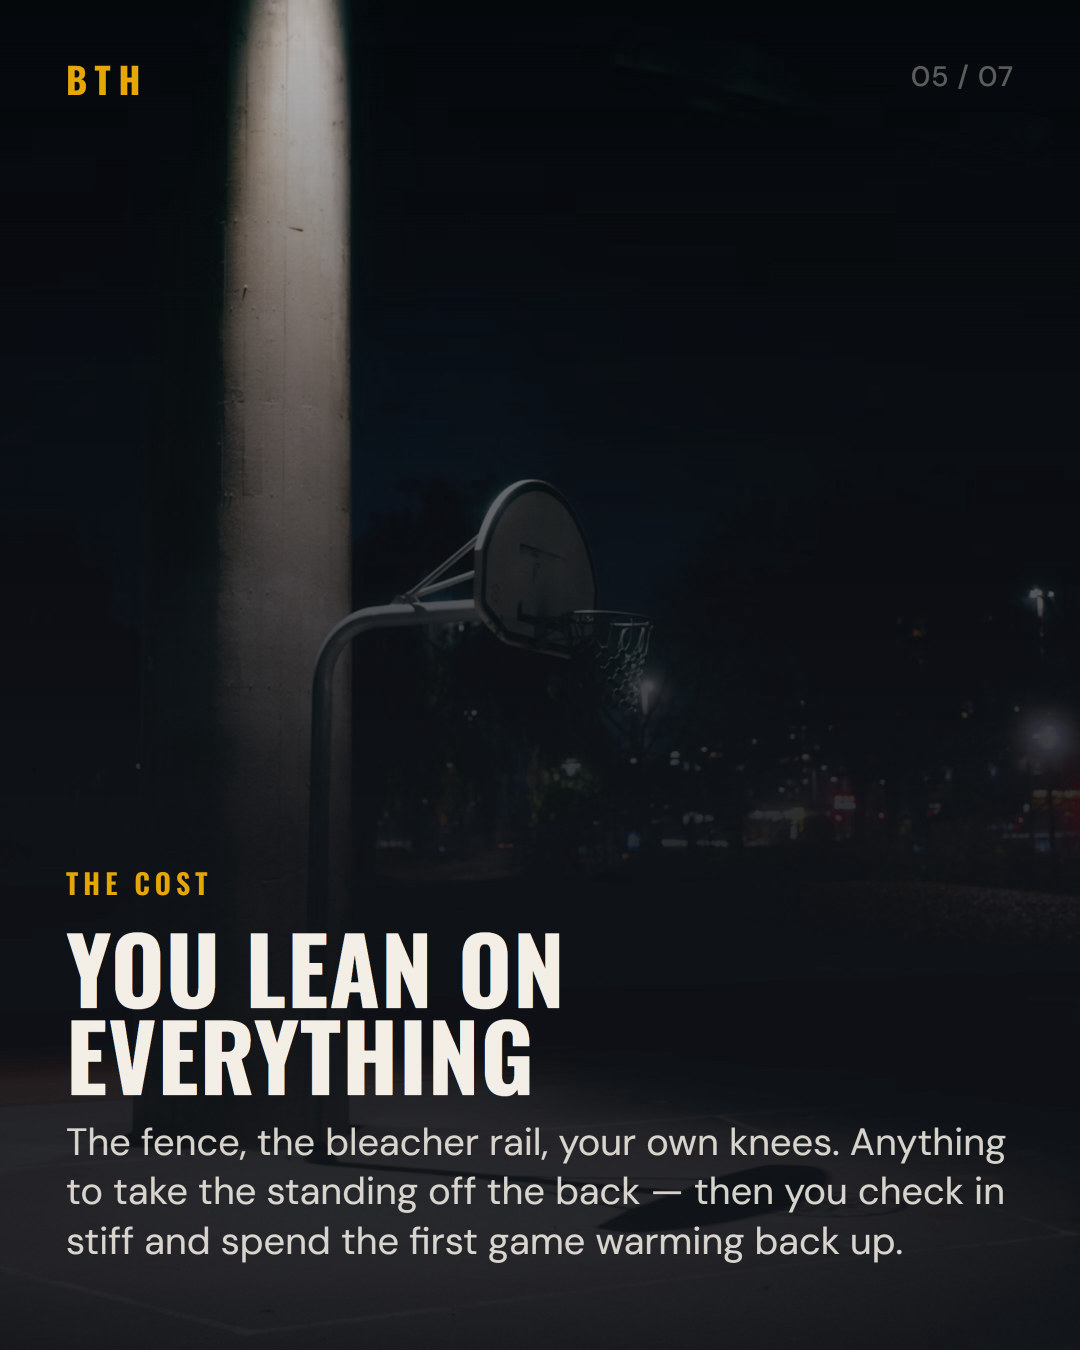 BTH
05 / 07
THE COST
YOU LEAN ON
EVERYTHING
The fence, the bleacher rail, your own knees. Anything
to take the standing off the back — then you check in
stiff and spend the first game warming back up.